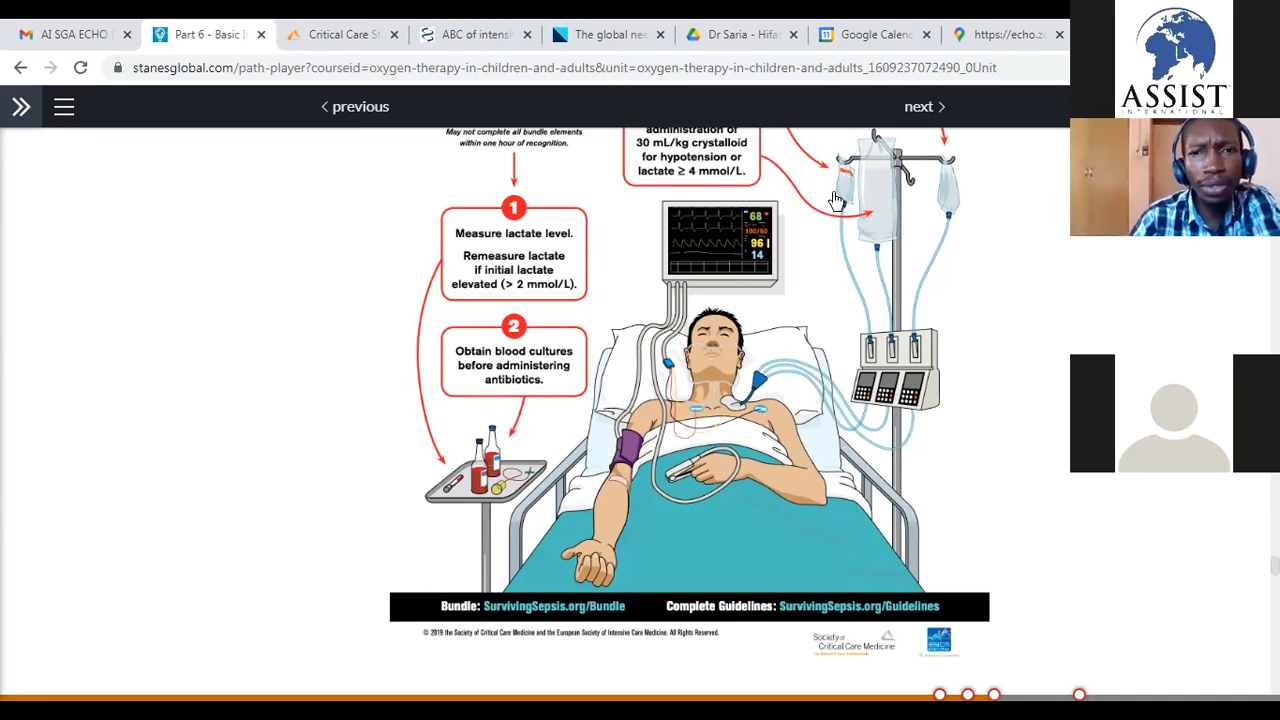 AI SGA ECHO
Part 6 - Basic I
Critical Care S
ABC of intensi
The global nee
Dr Saria - Hifac
Google Calend
https://echo.z
stanesglobal.com/path-player?courseid=oxygen-therapy-in-children-and-adults&unit=oxygen-therapy-in-children-and-adults_1609237072490_0Unit
previous
next
ASSIST
INTERNATIONAL
May not complete all bundle elements
within one hour of recognition.
administration of
30 mL/kg crystalloid
for hypotension or
lactate ≥ 4 mmol/L.
1
Measure lactate level.
Remeasure lactate
if initial lactate
elevated (> 2 mmol/L).
68
100/50
96
14
2
Obtain blood cultures
before administering
antibiotics.
Bundle: SurvivingSepsis.org/Bundle
Complete Guidelines: SurvivingSepsis.org/Guidelines
© 2019 the Society of Critical Care Medicine and the European Society of Intensive Care Medicine. All Rights Reserved.
Society of
Critical Care Medicine